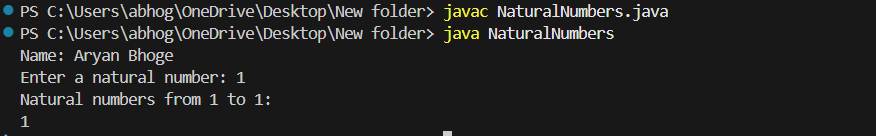 PS C:\Users\abhog\OneDrive\Desktop\New folder> javac NaturalNumbers.java
PS C:\Users\abhog\OneDrive\Desktop\New folder> java NaturalNumbers
Name: Aryan Bhoge
Enter a natural number: 1
Natural numbers from 1 to 1:
1